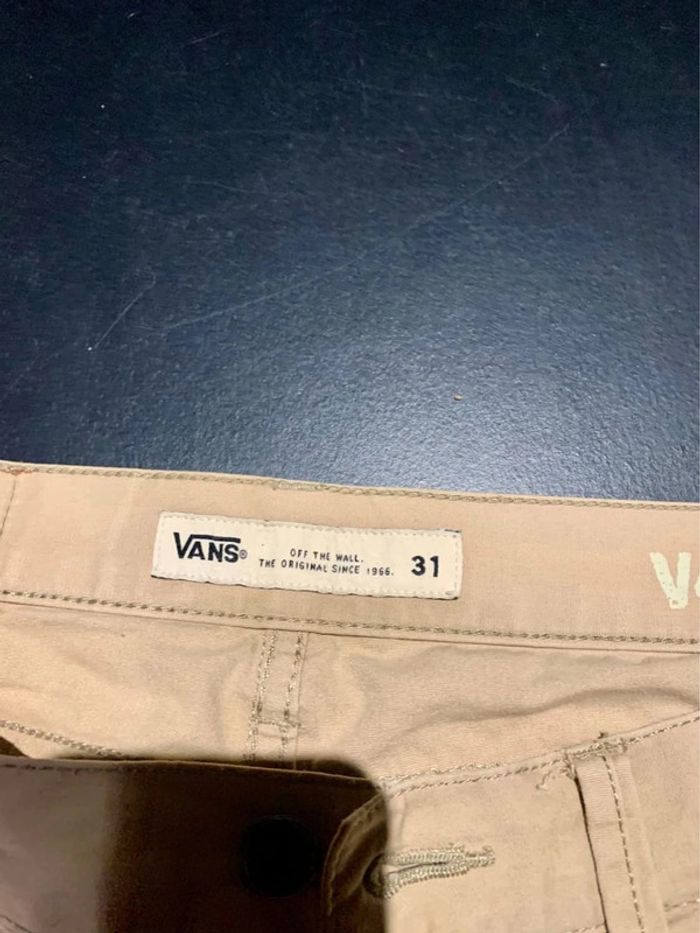 VANS®
OFF THE WALL.
THE ORIGINAL SINCE 1966.
31